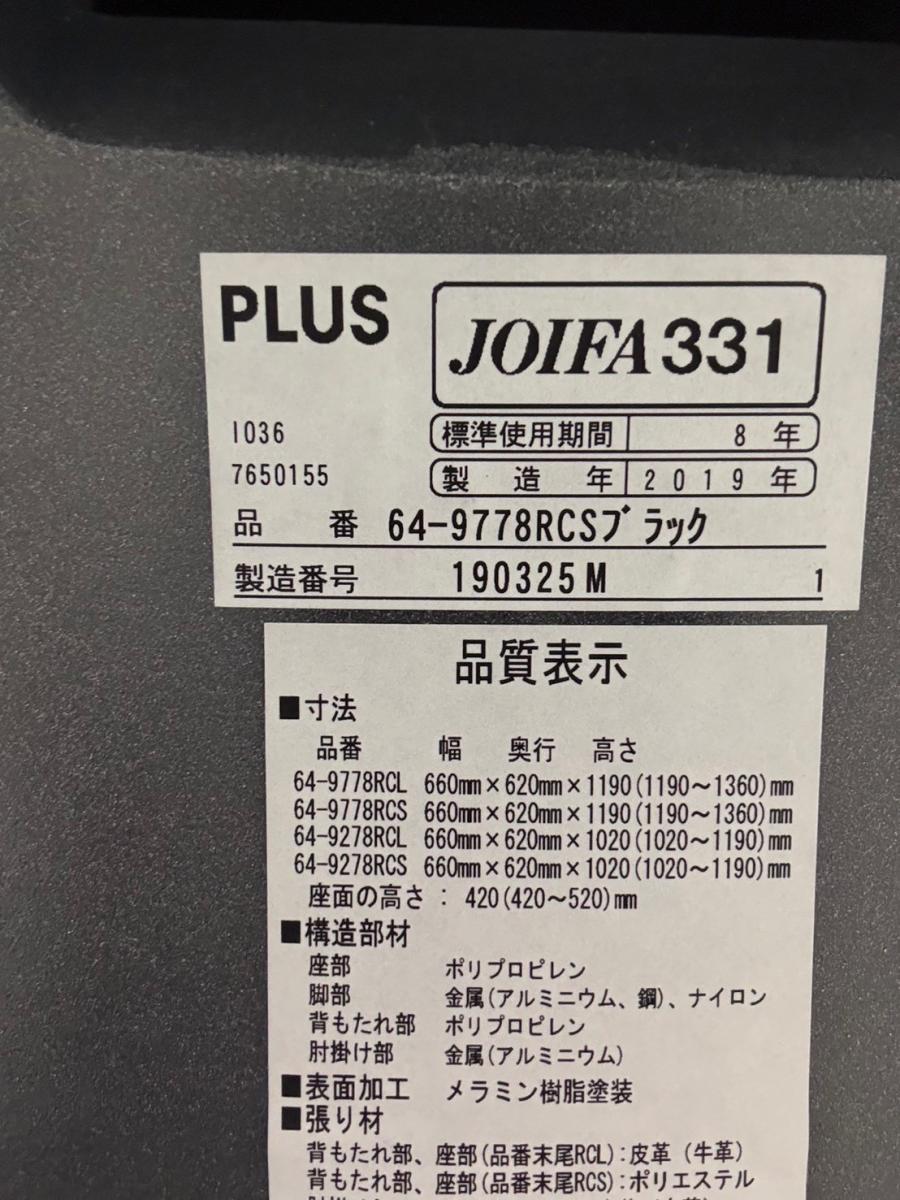 PLUS
JOIFA331
I036
標準使用期間 8 年
7650155
製 造 年 2019年
品 番 64-9778RCSブラック
製造番号 190325M 1
品質表示
■寸法
品番 幅 奥行 高さ
64-9778RCL 660mm×620mm×1190(1190〜1360)mm
64-9778RCS 660mm×620mm×1190(1190〜1360)mm
64-9278RCL 660mm×620mm×1020(1020〜1190)mm
64-9278RCS 660mm×620mm×1020(1020〜1190)mm
座面の高さ : 420(420〜520)mm
■構造部材
座部 ポリプロピレン
脚部 金属(アルミニウム、鋼)、ナイロン
背もたれ部 ポリプロピレン
肘掛け部 金属(アルミニウム)
■表面加工 メラミン樹脂塗装
■張り材
背もたれ部、座部(品番末尾RCL):皮革(牛革)
背もたれ部、座部(品番末尾RCS):ポリエステル